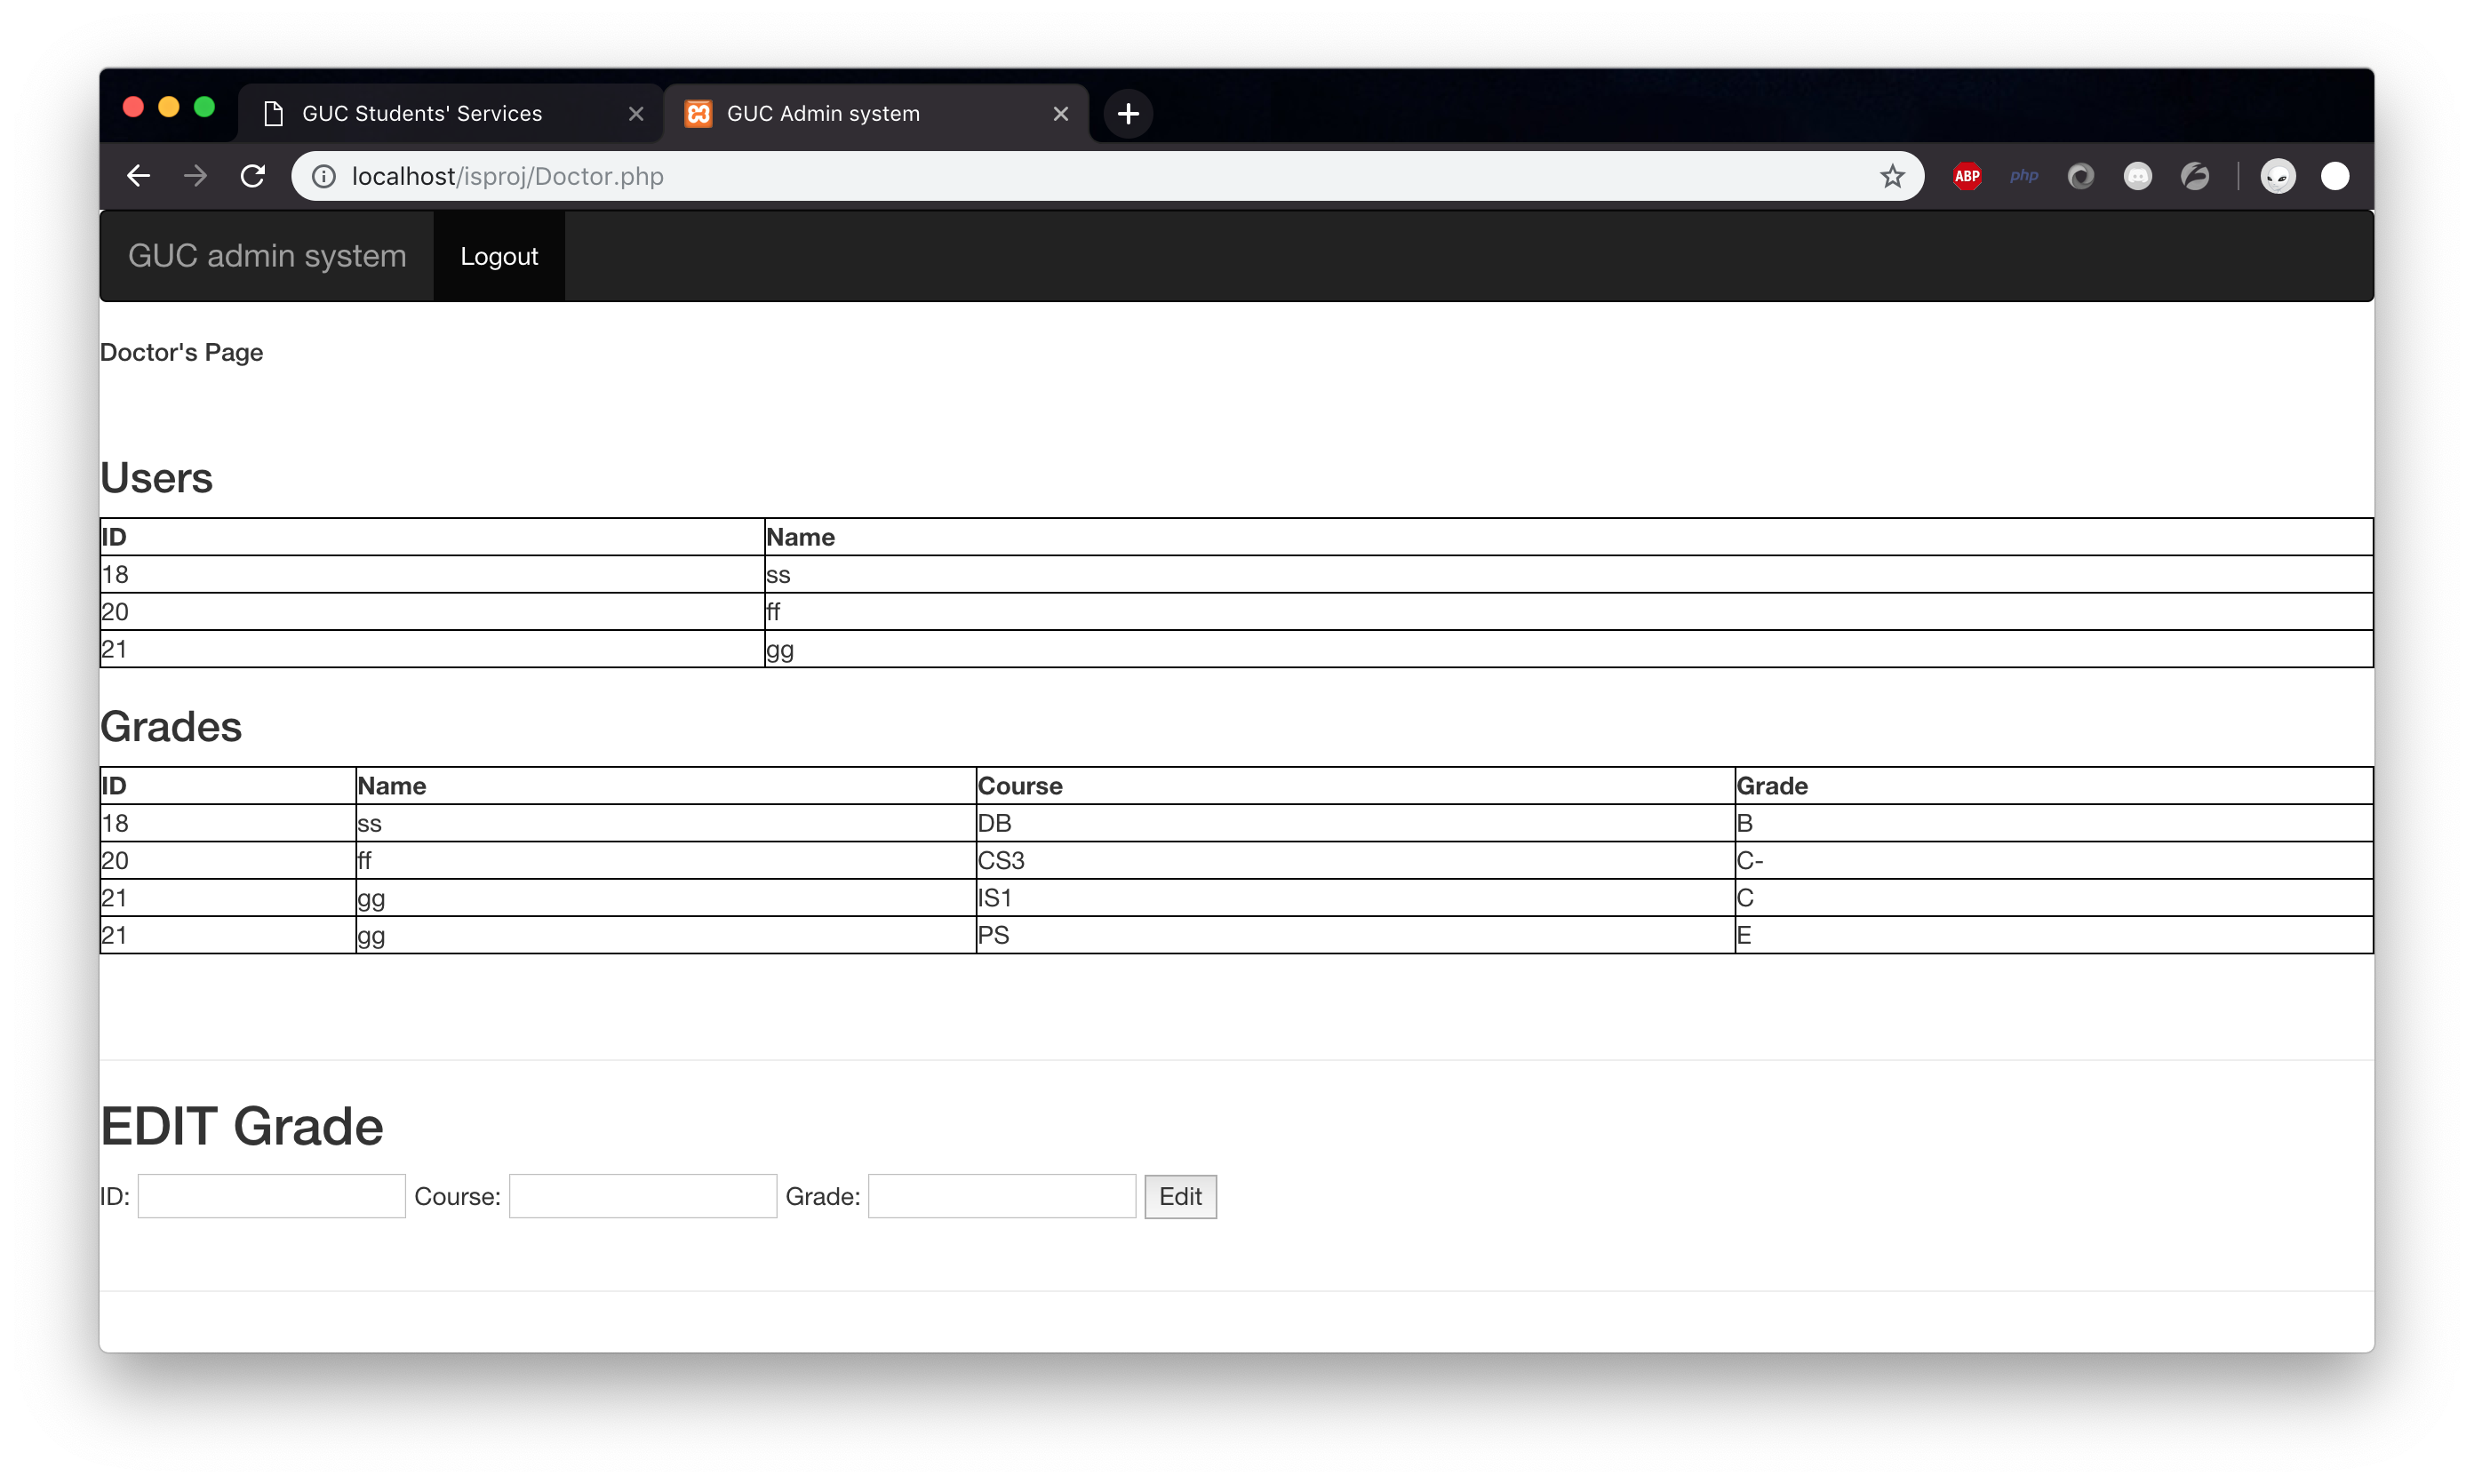 GUC Students' Services
GUC Admin system
localhost/isproj/Doctor.php
ABP
php
GUC admin system
Logout
Doctor's Page
Users
ID Name
18 ss
20 ff
21 gg
Grades
ID Name Course Grade
18 ss DB B
20 ff CS3 C-
21 gg IS1 C
21 gg PS E
EDIT Grade
ID: Course: Grade: Edit